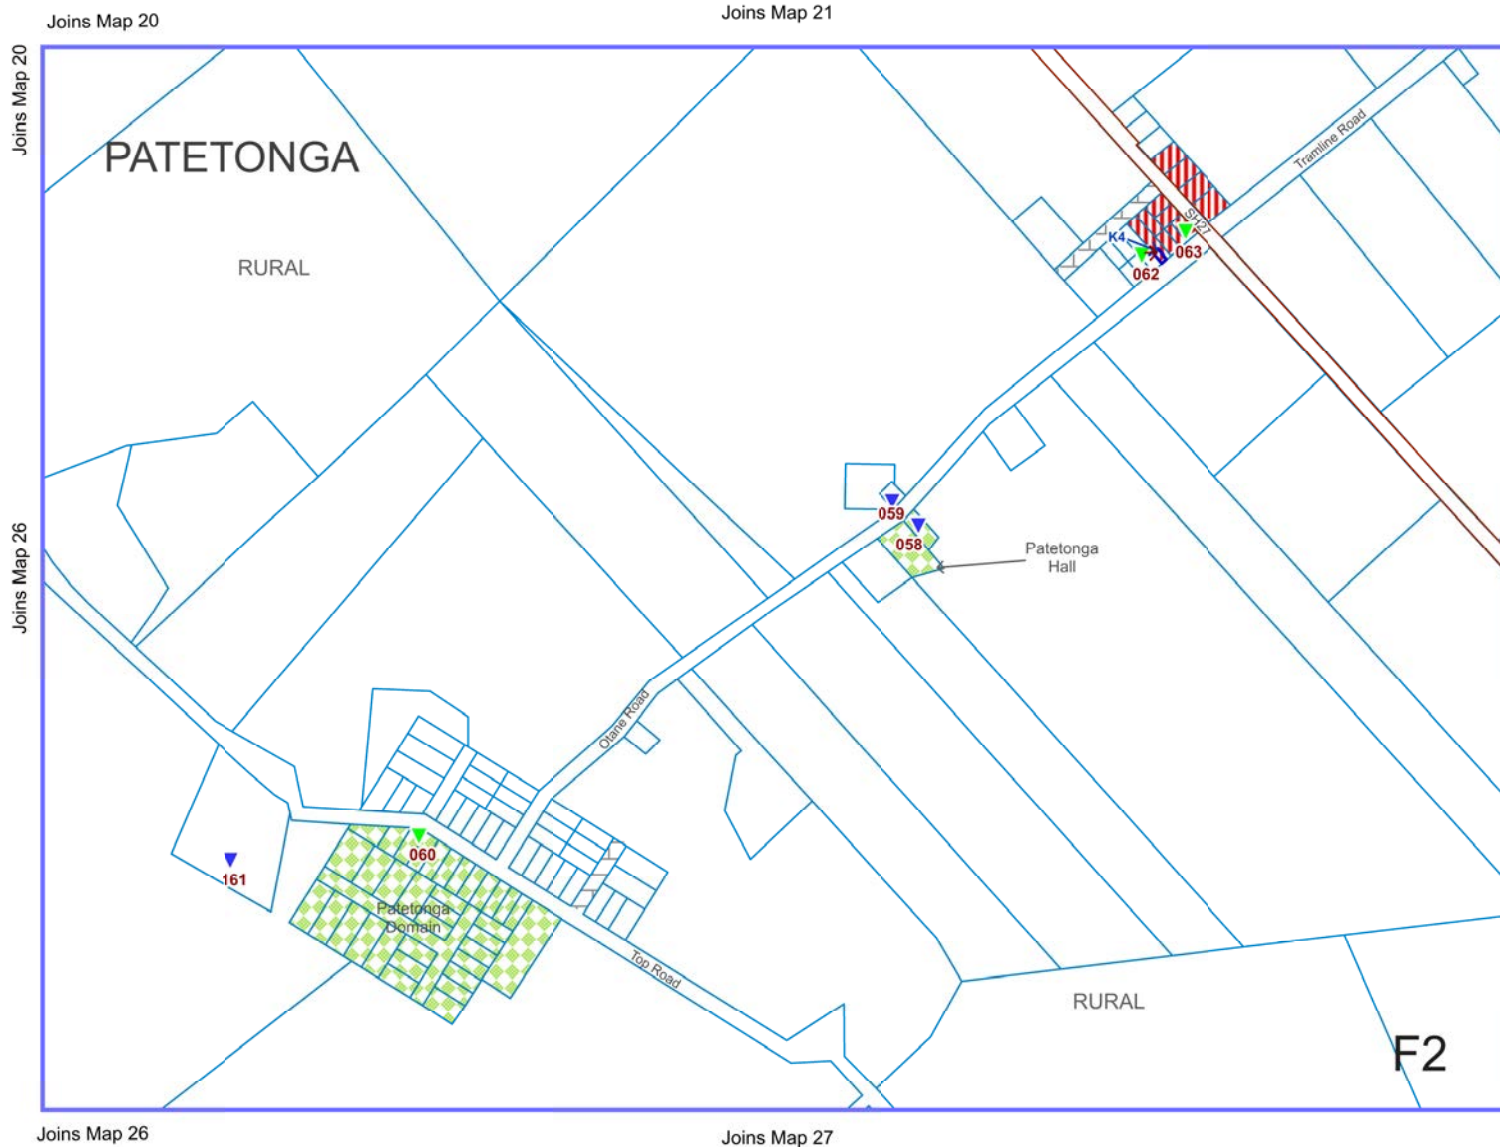 Joins Map 20
Joins Map 21
Joins Map 20
PATETONGA
RURAL
Tramline Road
SH27
K4
063
062
059
058
Patetonga
Hall
Joins Map 26
Otane Road
060
161
Patetonga
Domain
Top Road
RURAL
F2
Joins Map 26
Joins Map 27